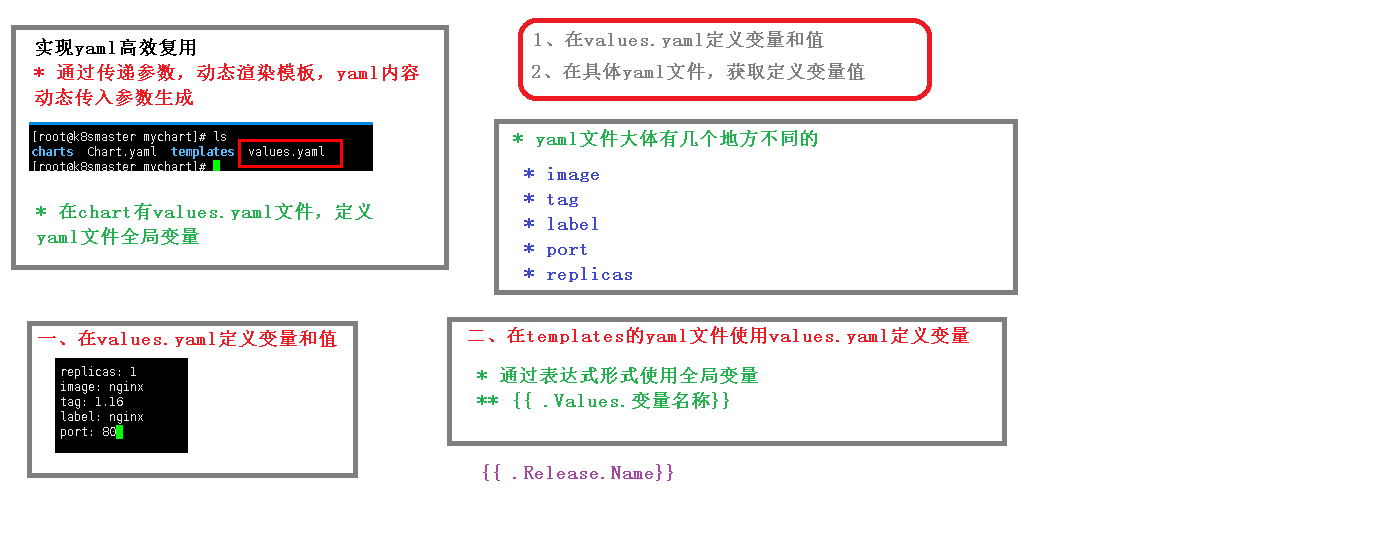 实现yaml高效复用
* 通过传递参数，动态渲染模板，yaml内容
动态传入参数生成
[root@k8smaster mychart]# ls
charts Chart.yaml templates values.yaml
[root@k8smaster mychart]#
* 在chart有values.yaml文件，定义
yaml文件全局变量
1、在values.yaml定义变量和值
2、在具体yaml文件，获取定义变量值
* yaml文件大体有几个地方不同的
* image
* tag
* label
* port
* replicas
一、在values.yaml定义变量和值
replicas: 1
image: nginx
tag: 1.16
label: nginx
port: 80
二、在templates的yaml文件使用values.yaml定义变量
* 通过表达式形式使用全局变量
** {{ .Values.变量名称}}
{{ .Release.Name}}